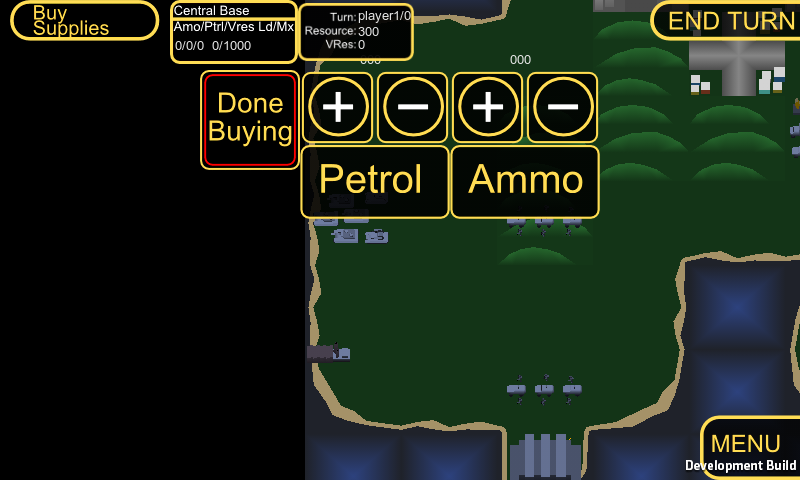 Buy
Supplies
Central Base
Amo/Ptrl/Vres Ld/Mx
0/0/0 0/1000
Turn: player1/0
Resource: 300
VRes: 0
END TURN
000
000
Done
Buying
+
−
+
−
Petrol
Ammo
MENU
Development Build